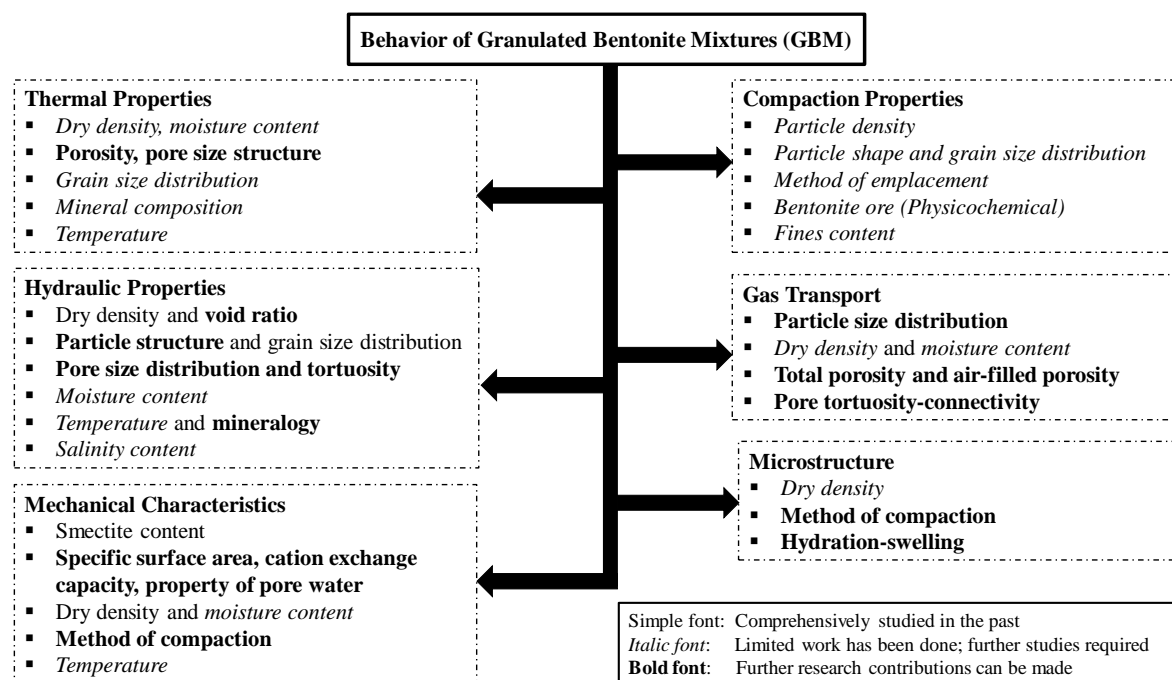 Behavior of Granulated Bentonite Mixtures (GBM)
Thermal Properties
▪ Dry density, moisture content
▪ Porosity, pore size structure
▪ Grain size distribution
▪ Mineral composition
▪ Temperature
Hydraulic Properties
▪ Dry density and void ratio
▪ Particle structure and grain size distribution
▪ Pore size distribution and tortuosity
▪ Moisture content
▪ Temperature and mineralogy
▪ Salinity content
Mechanical Characteristics
▪ Smectite content
▪ Specific surface area, cation exchange
capacity, property of pore water
▪ Dry density and moisture content
▪ Method of compaction
▪ Temperature
Compaction Properties
▪ Particle density
▪ Particle shape and grain size distribution
▪ Method of emplacement
▪ Bentonite ore (Physicochemical)
▪ Fines content
Gas Transport
▪ Particle size distribution
▪ Dry density and moisture content
▪ Total porosity and air-filled porosity
▪ Pore tortuosity-connectivity
Microstructure
▪ Dry density
▪ Method of compaction
▪ Hydration-swelling
Simple font: Comprehensively studied in the past
Italic font: Limited work has been done; further studies required
Bold font: Further research contributions can be made